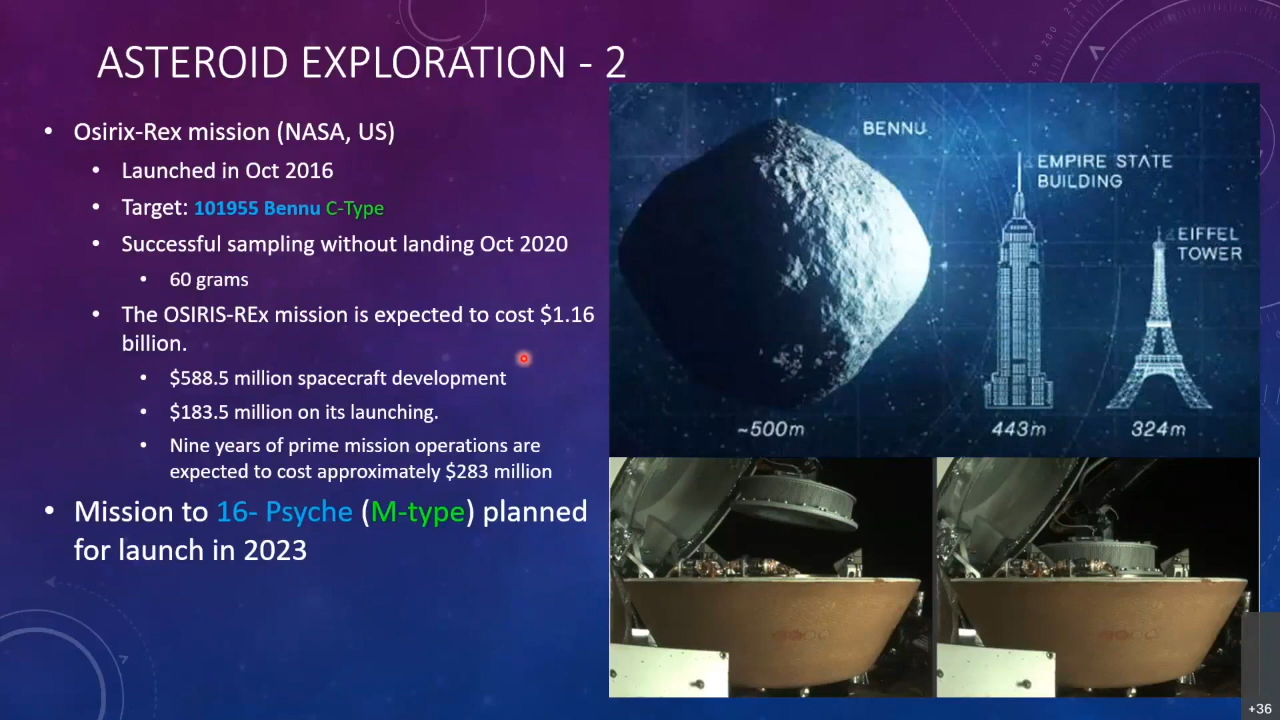 ASTEROID EXPLORATION - 2
• Osirix-Rex mission (NASA, US)
• Launched in Oct 2016
• Target: 101955 Bennu C-Type
• Successful sampling without landing Oct 2020
• 60 grams
• The OSIRIS-REx mission is expected to cost $1.16
billion.
• $588.5 million spacecraft development
• $183.5 million on its launching.
• Nine years of prime mission operations are
expected to cost approximately $283 million
• Mission to 16- Psyche (M-type) planned
for launch in 2023
BENNU
EMPIRE STATE
BUILDING
EIFFEL
TOWER
~500m
443m
324m
+36